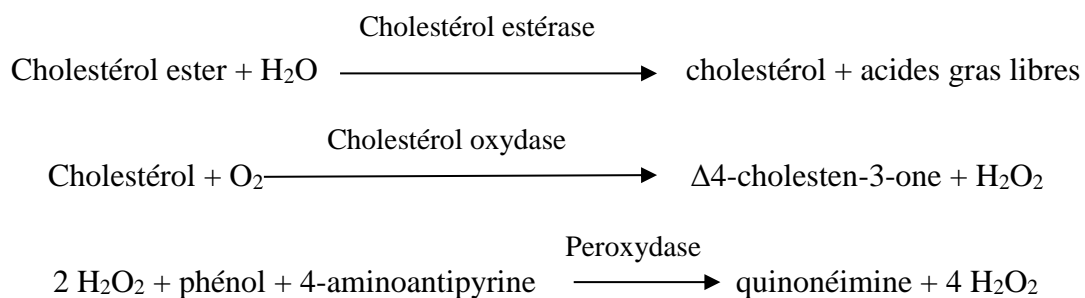 Cholestérol estérase
Cholestérol ester + H₂O cholestérol + acides gras libres
Cholestérol oxydase
Cholestérol + O₂ Δ4-cholesten-3-one + H₂O₂
Peroxydase
2 H₂O₂ + phénol + 4-aminoantipyrine quinonéimine + 4 H₂O₂